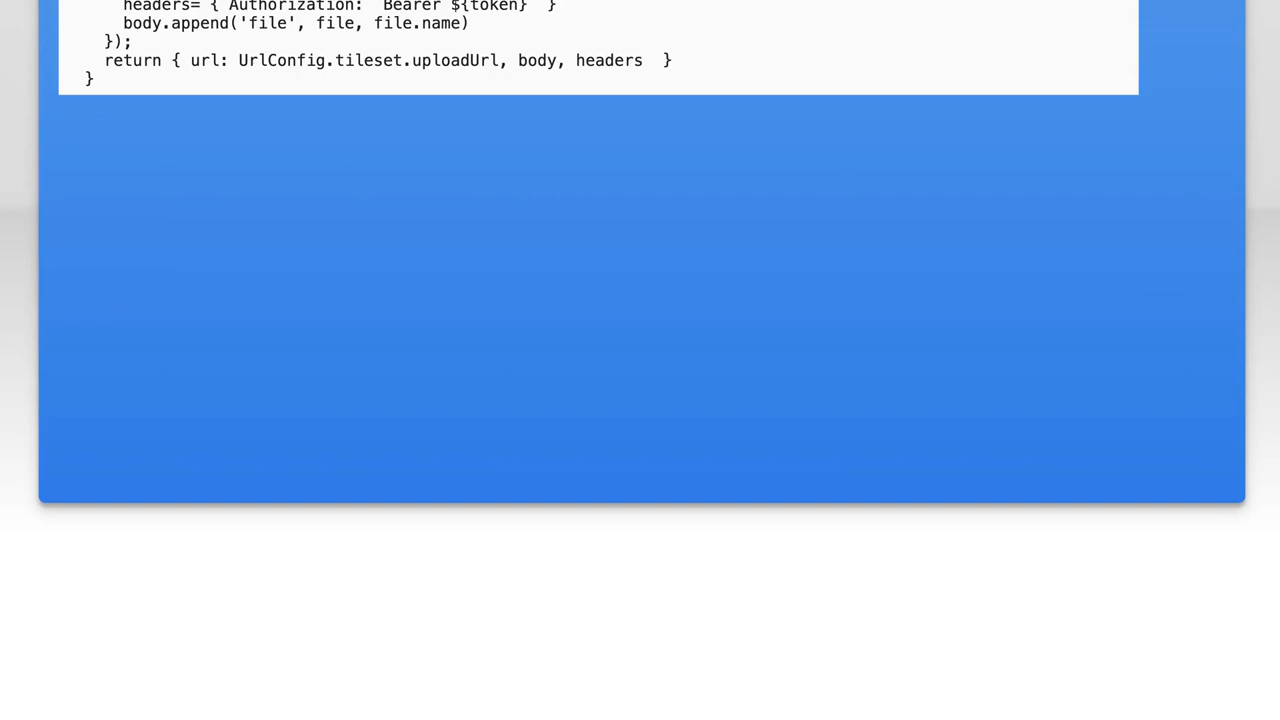 headers= { Authorization: `Bearer ${token}` }
body.append('file', file, file.name)
});
return { url: UrlConfig.tileset.uploadUrl, body, headers  }
}